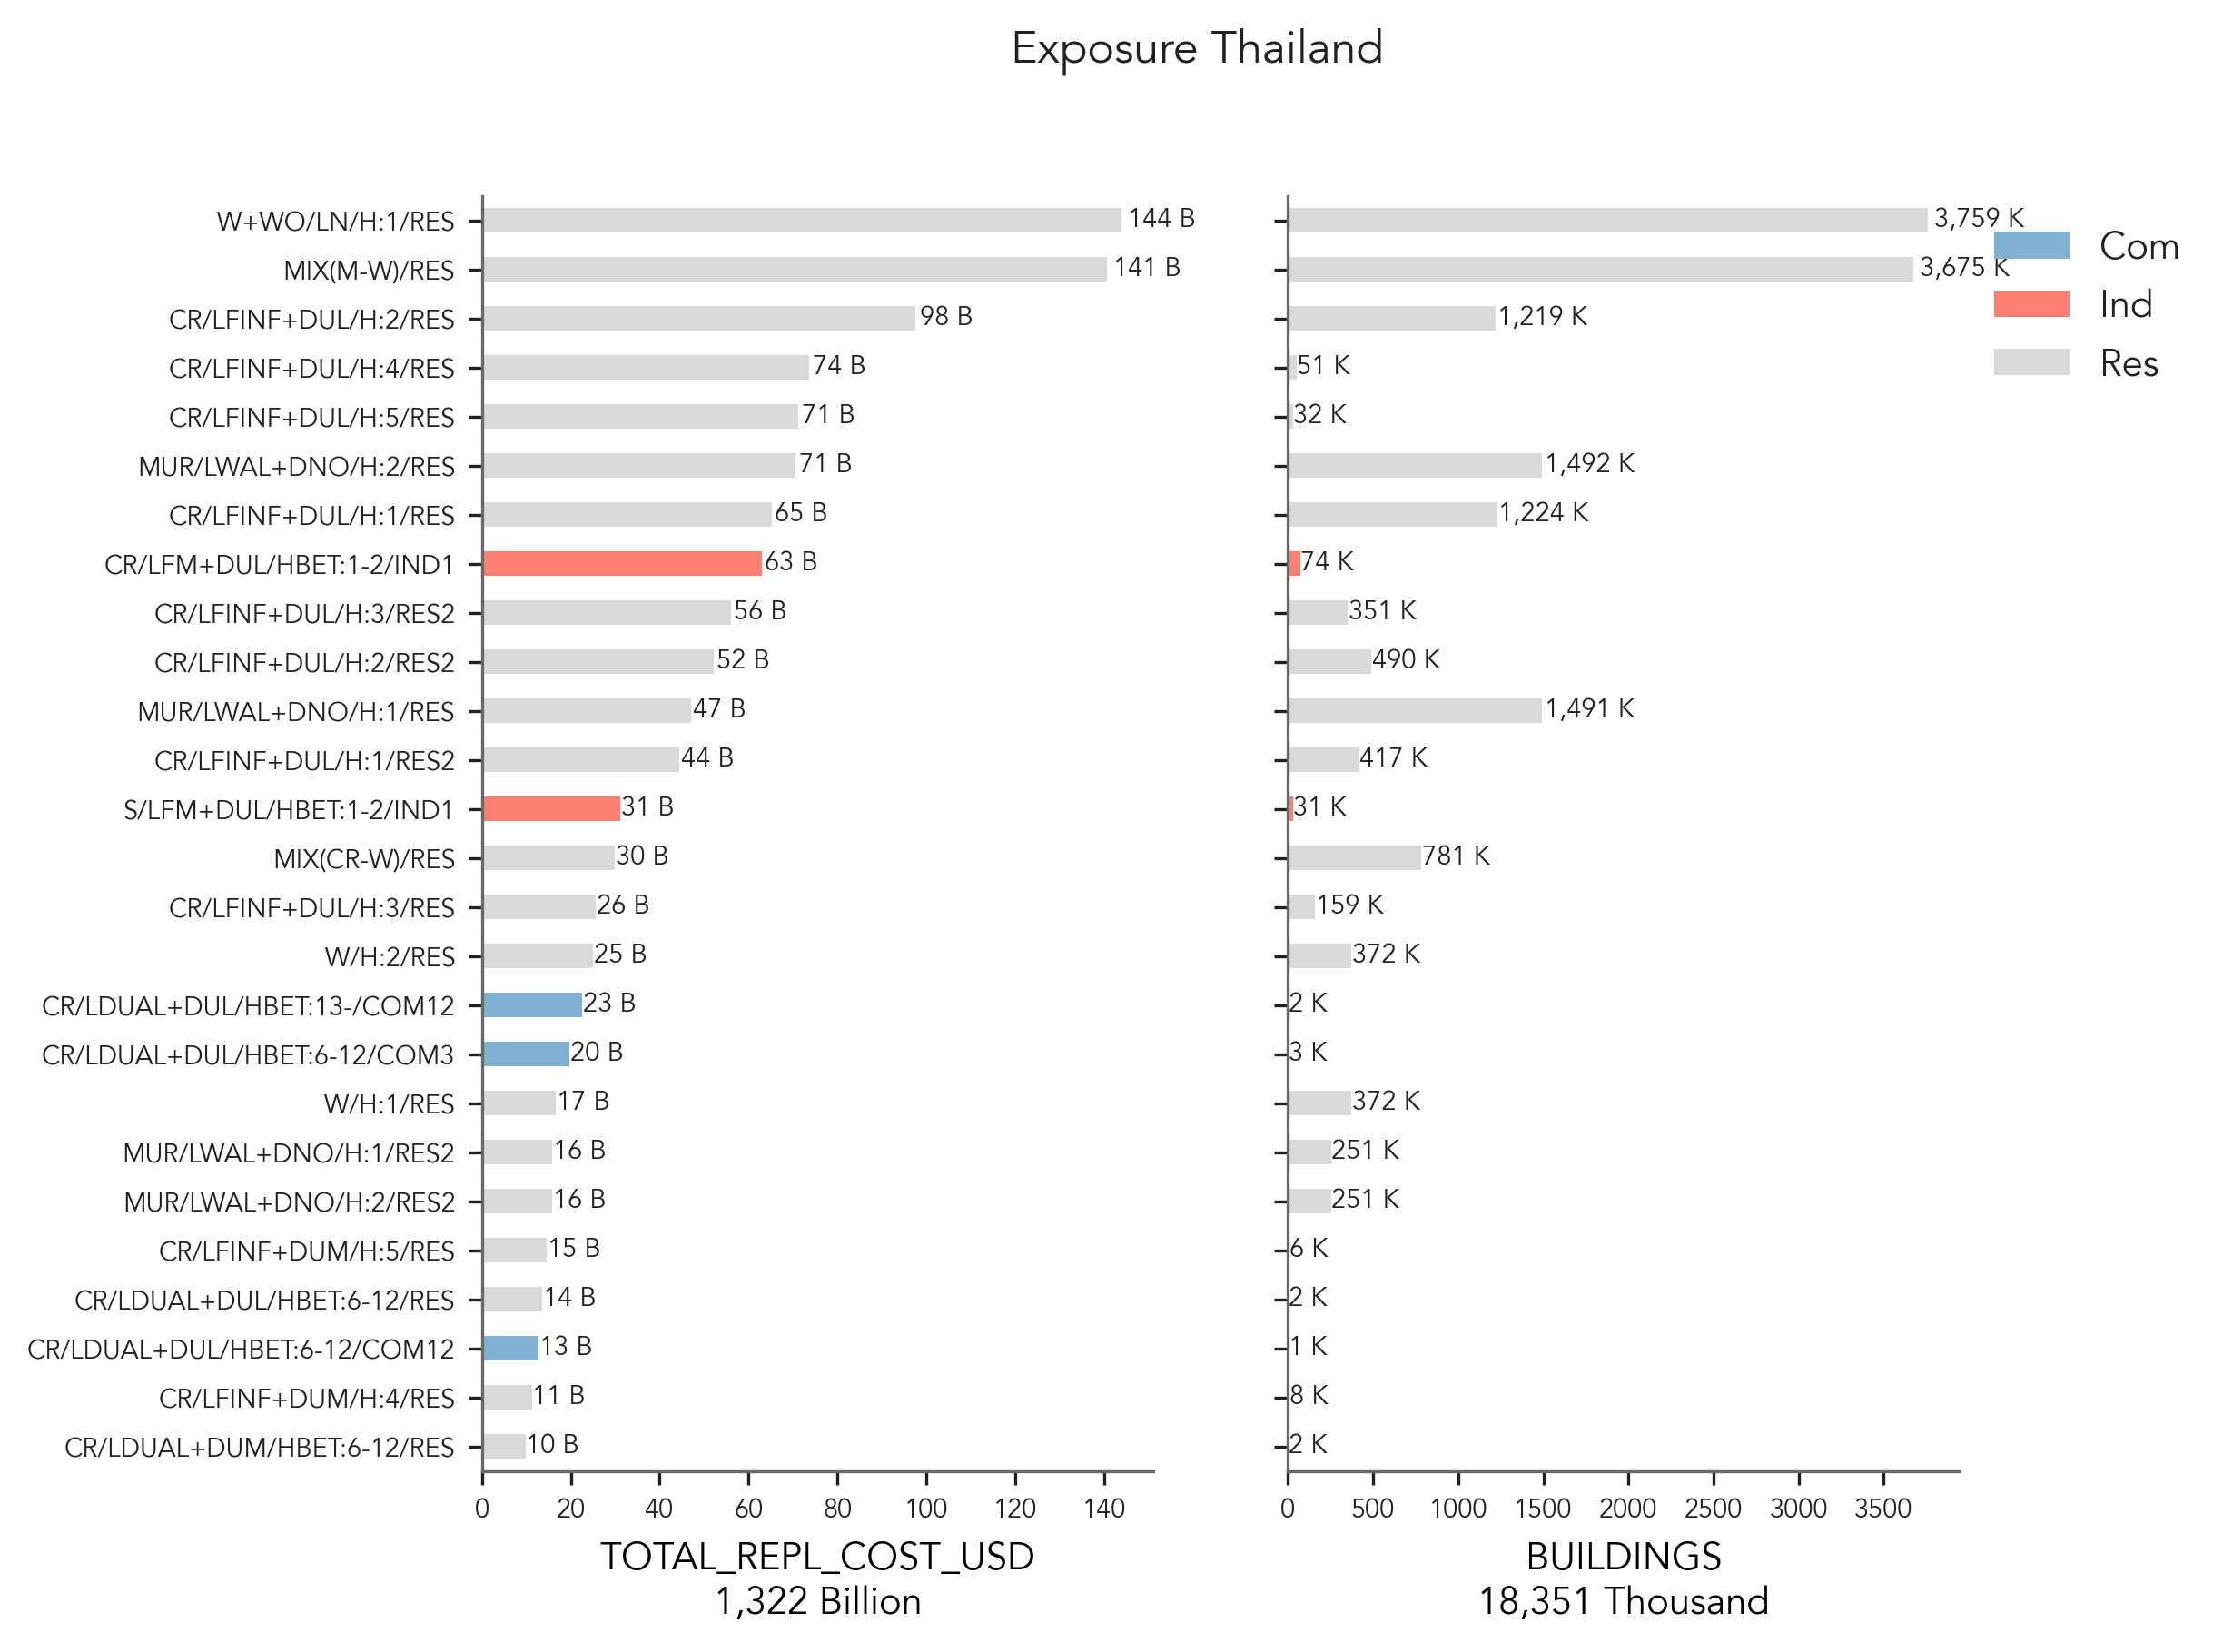 Exposure Thailand
W+WO/LN/H:1/RES 144 B 3,759 K
MIX(M-W)/RES 141 B 3,675 K
CR/LFINF+DUL/H:2/RES 98 B 1,219 K
CR/LFINF+DUL/H:4/RES 74 B 51 K
CR/LFINF+DUL/H:5/RES 71 B 32 K
MUR/LWAL+DNO/H:2/RES 71 B 1,492 K
CR/LFINF+DUL/H:1/RES 65 B 1,224 K
CR/LFM+DUL/HBET:1-2/IND1 63 B 74 K
CR/LFINF+DUL/H:3/RES2 56 B 351 K
CR/LFINF+DUL/H:2/RES2 52 B 490 K
MUR/LWAL+DNO/H:1/RES 47 B 1,491 K
CR/LFINF+DUL/H:1/RES2 44 B 417 K
S/LFM+DUL/HBET:1-2/IND1 31 B 31 K
MIX(CR-W)/RES 30 B 781 K
CR/LFINF+DUL/H:3/RES 26 B 159 K
W/H:2/RES 25 B 372 K
CR/LDUAL+DUL/HBET:13-/COM12 23 B 2 K
CR/LDUAL+DUL/HBET:6-12/COM3 20 B 3 K
W/H:1/RES 17 B 372 K
MUR/LWAL+DNO/H:1/RES2 16 B 251 K
MUR/LWAL+DNO/H:2/RES2 16 B 251 K
CR/LFINF+DUM/H:5/RES 15 B 6 K
CR/LDUAL+DUL/HBET:6-12/RES 14 B 2 K
CR/LDUAL+DUL/HBET:6-12/COM12 13 B 1 K
CR/LFINF+DUM/H:4/RES 11 B 8 K
CR/LDUAL+DUM/HBET:6-12/RES 10 B 2 K
0 20 40 60 80 100 120 140
TOTAL_REPL_COST_USD
1,322 Billion
0 500 1000 1500 2000 2500 3000 3500
BUILDINGS
18,351 Thousand
Com
Ind
Res